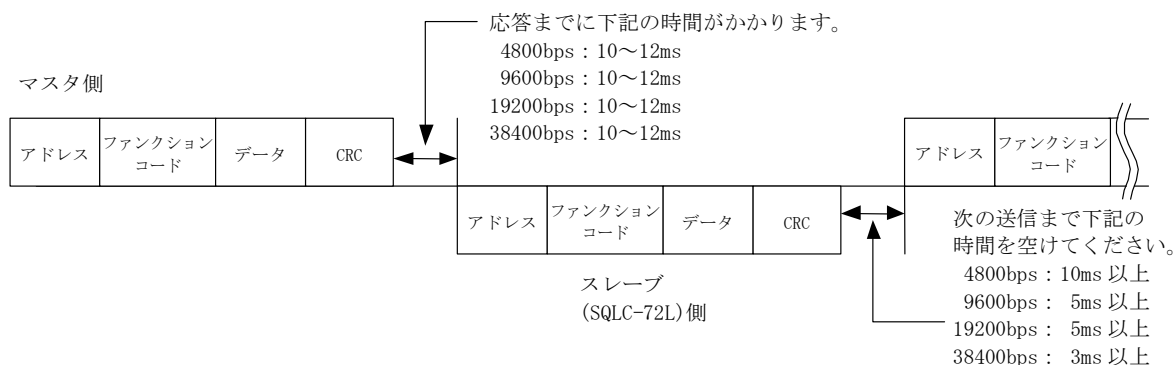 応答までに下記の時間がかかります。
4800bps：10～12ms
9600bps：10～12ms
19200bps：10～12ms
38400bps：10～12ms
マスタ側
アドレス
ファンクション
コード
データ
CRC
アドレス
ファンクション
コード
アドレス
ファンクション
コード
データ
CRC
スレーブ
(SQLC-72L)側
次の送信まで下記の
時間を空けてください。
4800bps：10ms 以上
9600bps： 5ms 以上
19200bps： 5ms 以上
38400bps： 3ms 以上